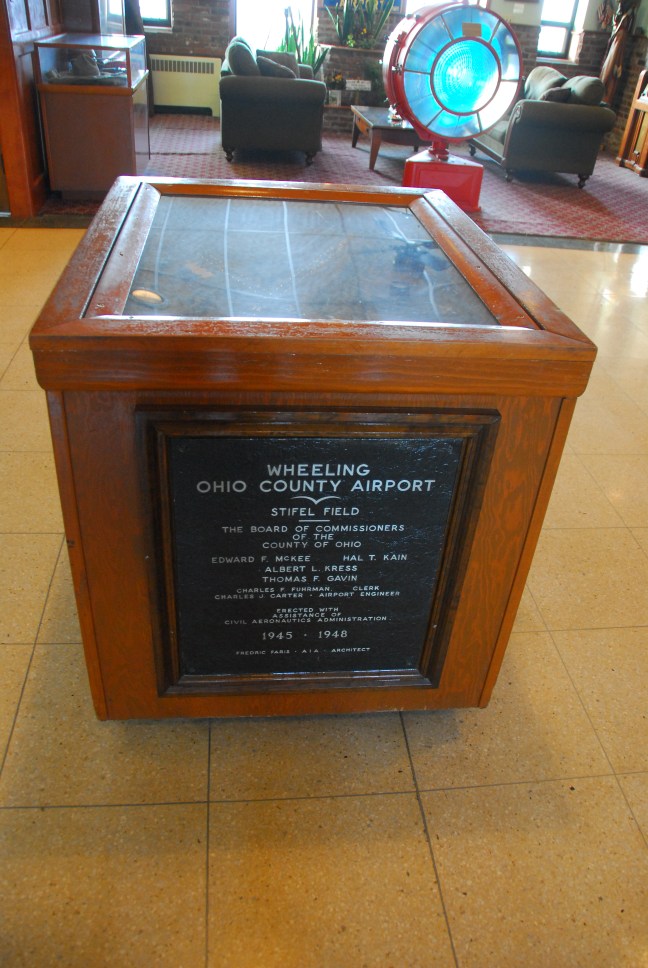 WHEELING
OHIO COUNTY AIRPORT
STIFEL FIELD
THE BOARD OF COMMISSIONERS
OF THE
COUNTY OF OHIO
EDWARD F. MCKEE HAL T. KAIN
ALBERT L. KRESS
THOMAS F. GAVIN
CHARLES F. FUHRMAN, CLERK
CHARLES J. CARTER - AIRPORT ENGINEER
ERECTED WITH
ASSISTANCE OF
CIVIL AERONAUTICS ADMINISTRATION
1945 - 1948
FREDRIC FARIS - A I A - ARCHITECT